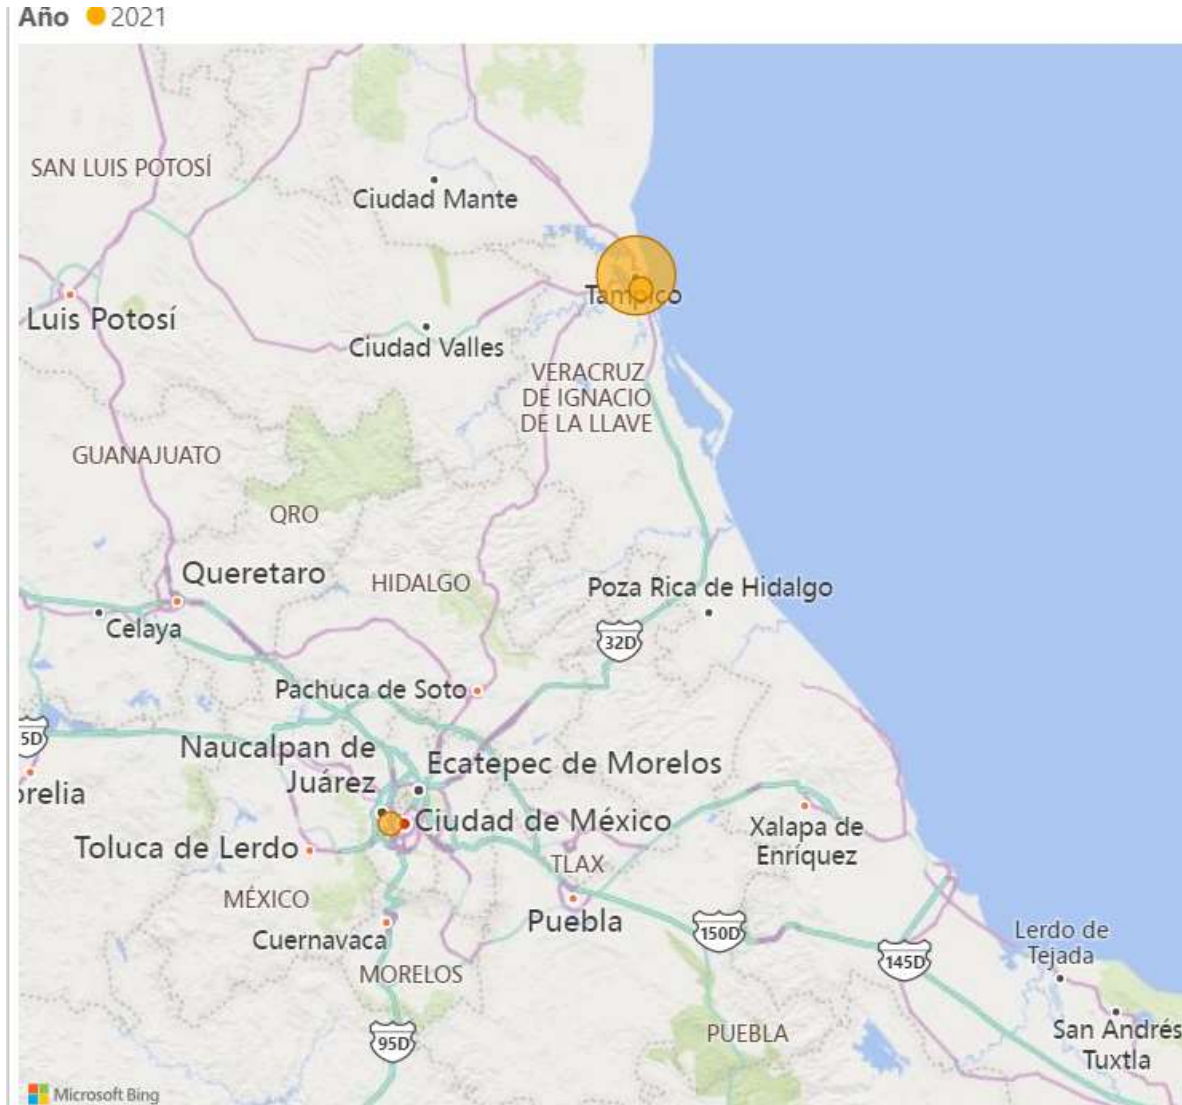 Año 2021
SAN LUIS POTOSÍ
Ciudad Mante
Tampico
Luis Potosí
Ciudad Valles
VERACRUZ
DE IGNACIO
DE LA LLAVE
GUANAJUATO
QRO
Queretaro
HIDALGO
Poza Rica de Hidalgo
Celaya
32D
Pachuca de Soto
5D
Naucalpan de
Juárez
Ecatepec de Morelos
orelia
Ciudad de México
Toluca de Lerdo
Xalapa de
Enríquez
TLAX
MÉXICO
Puebla
150D
Cuernavaca
145D
Lerdo de
Tejada
MORELOS
95D
PUEBLA
San Andrés
Tuxtla
Microsoft Bing